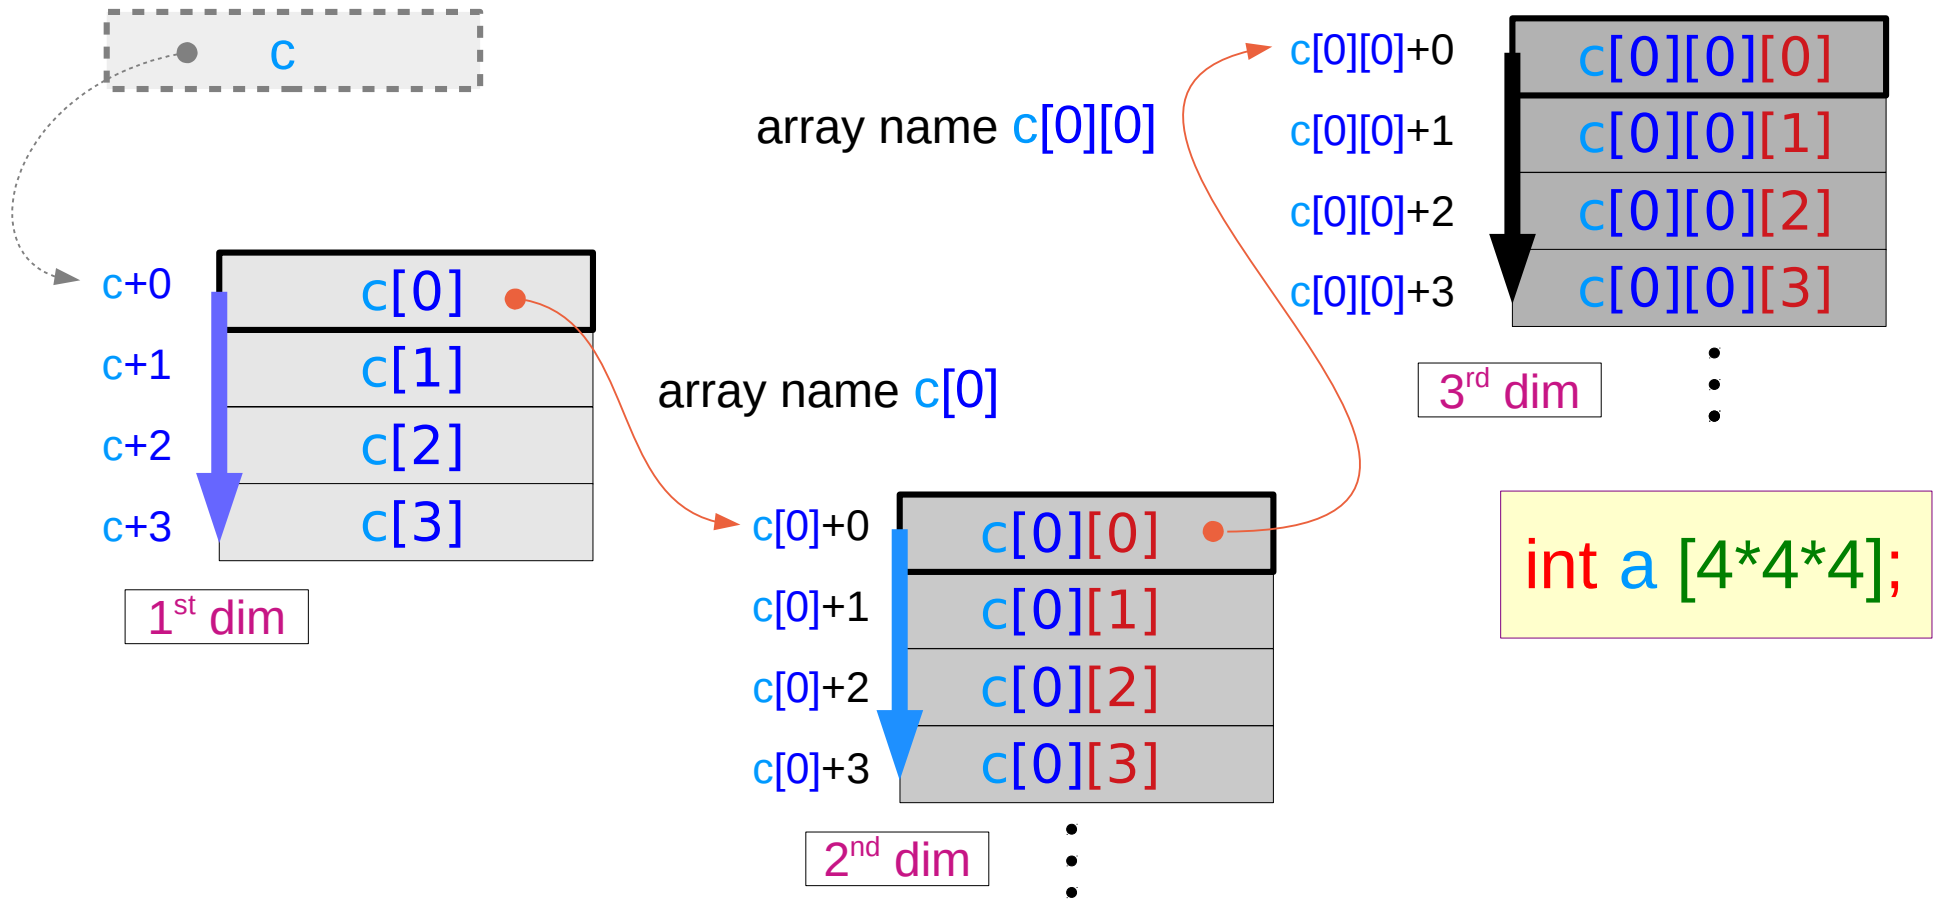 c
c+0 c[0]
c+1 c[1]
c+2 c[2]
c+3 c[3]
1st dim
array name c[0]
c[0]+0 c[0][0]
c[0]+1 c[0][1]
c[0]+2 c[0][2]
c[0]+3 c[0][3]
2nd dim
array name c[0][0]
c[0][0]+0 c[0][0][0]
c[0][0]+1 c[0][0][1]
c[0][0]+2 c[0][0][2]
c[0][0]+3 c[0][0][3]
3rd dim
int a [4*4*4];